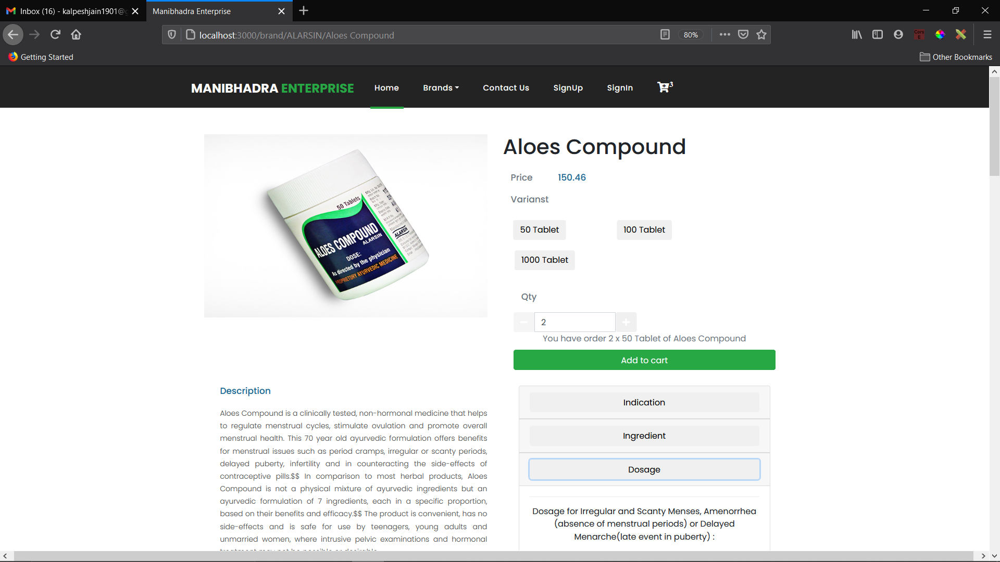 Inbox (16) - kalpeshjain1901@g
Manibhadra Enterprise
localhost:3000/brand/ALARSIN/Aloes Compound
80%
Cors
E
Getting Started
Other Bookmarks
MANIBHADRA ENTERPRISE
Home
Brands
Contact Us
SignUp
SignIn
3
50 Tablets
ALOES COMPOUND
ALARSIN
DOSE:
As directed by the physician
PROPRIETORY AYURVEDIC MEDICINE
ALARSIN
Aloes Compound
Price 150.46
Varianst
50 Tablet
100 Tablet
1000 Tablet
Qty
2
You have order 2 x 50 Tablet of Aloes Compound
Add to cart
Description
Aloes Compound is a clinically tested, non-hormonal medicine that helps
to regulate menstrual cycles, stimulate ovulation and promote overall
menstrual health. This 70 year old ayurvedic formulation offers benefits
for menstrual issues such as period cramps, irregular or scanty periods,
delayed puberty, infertility and in counteracting the side-effects of
contraceptive pills.$$ In comparison to most herbal products, Aloes
Compound is not a physical mixture of ayurvedic ingredients but an
ayurvedic formulation of 7 ingredients, each in a specific proportion,
based on their benefits and efficacy.$$ The product is convenient, has no
side-effects and is safe for use by teenagers, young adults and
unmarried women, where intrusive pelvic examinations and hormonal
Indication
Ingredient
Dosage
Dosage for Irregular and Scanty Menses, Amenorrhea
(absence of menstrual periods) or Delayed
Menarche(late event in puberty) :